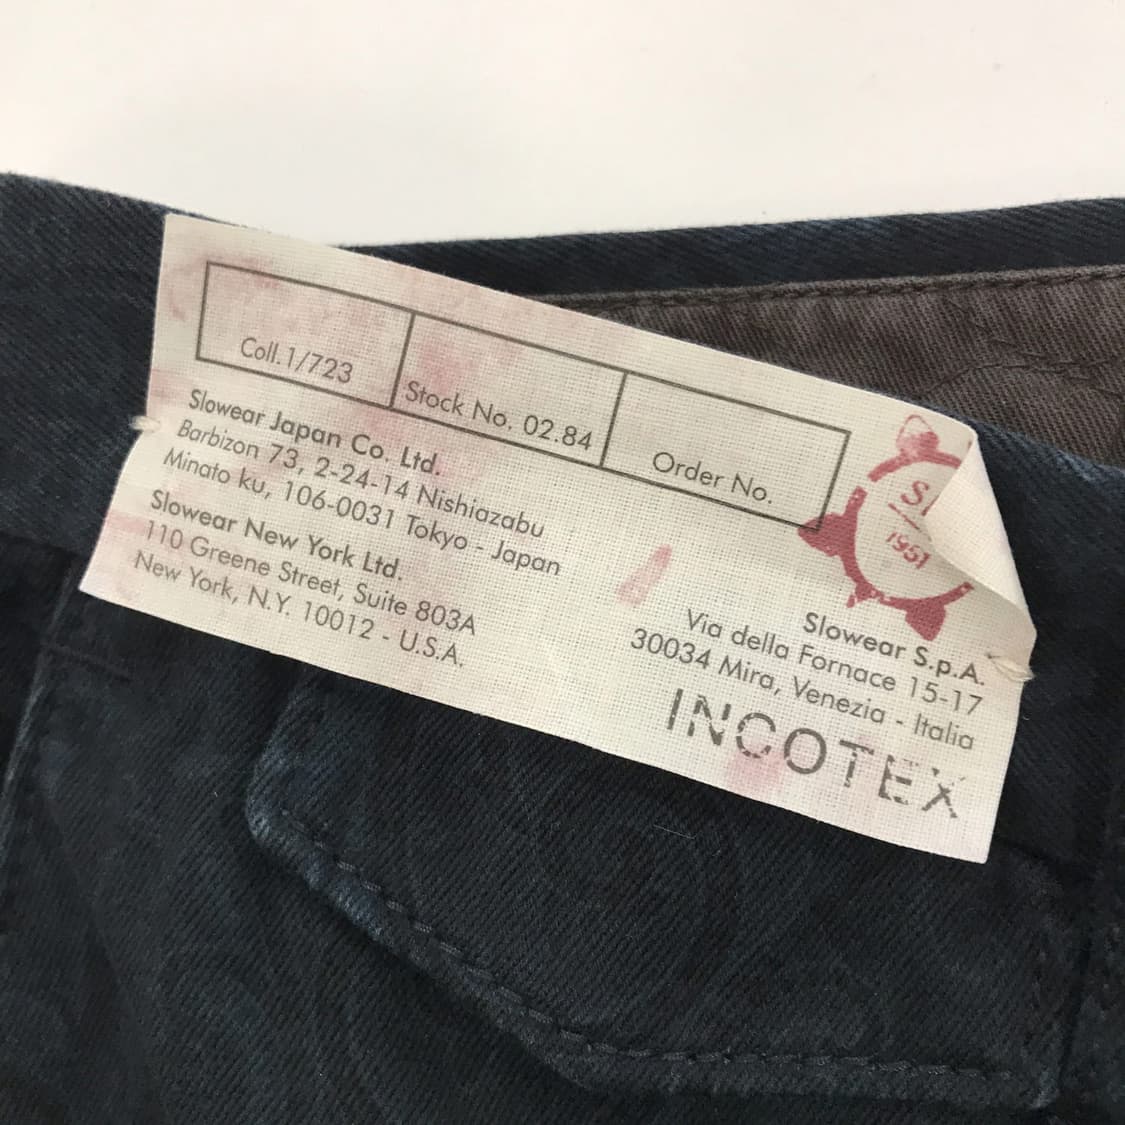 Coll.1/723
Stock No. 02.84
Order No.
Slowear Japan Co. Ltd.
Barbizon 73, 2-24-14 Nishiazabu
Minato ku, 106-0031 Tokyo - Japan
Slowear New York Ltd.
110 Greene Street, Suite 803A
New York, N.Y. 10012 - U.S.A.
1951
Slowear S.p.A.
Via della Fornace 15-17
30034 Mira, Venezia - Italia
INCOTEX